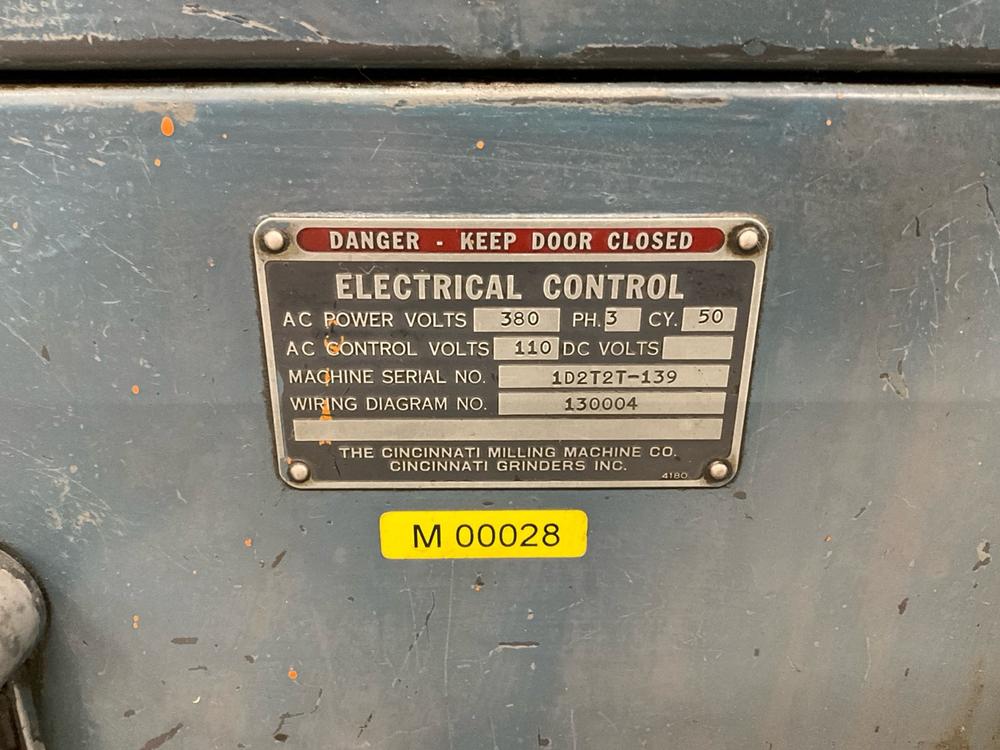 DANGER - KEEP DOOR CLOSED
ELECTRICAL CONTROL
AC POWER VOLTS 380 PH. 3 CY. 50
AC CONTROL VOLTS 110 DC VOLTS
MACHINE SERIAL NO. 1D2T2T-139
WIRING DIAGRAM NO. 130004
THE CINCINNATI MILLING MACHINE CO.
CINCINNATI GRINDERS INC.
4180
M 00028